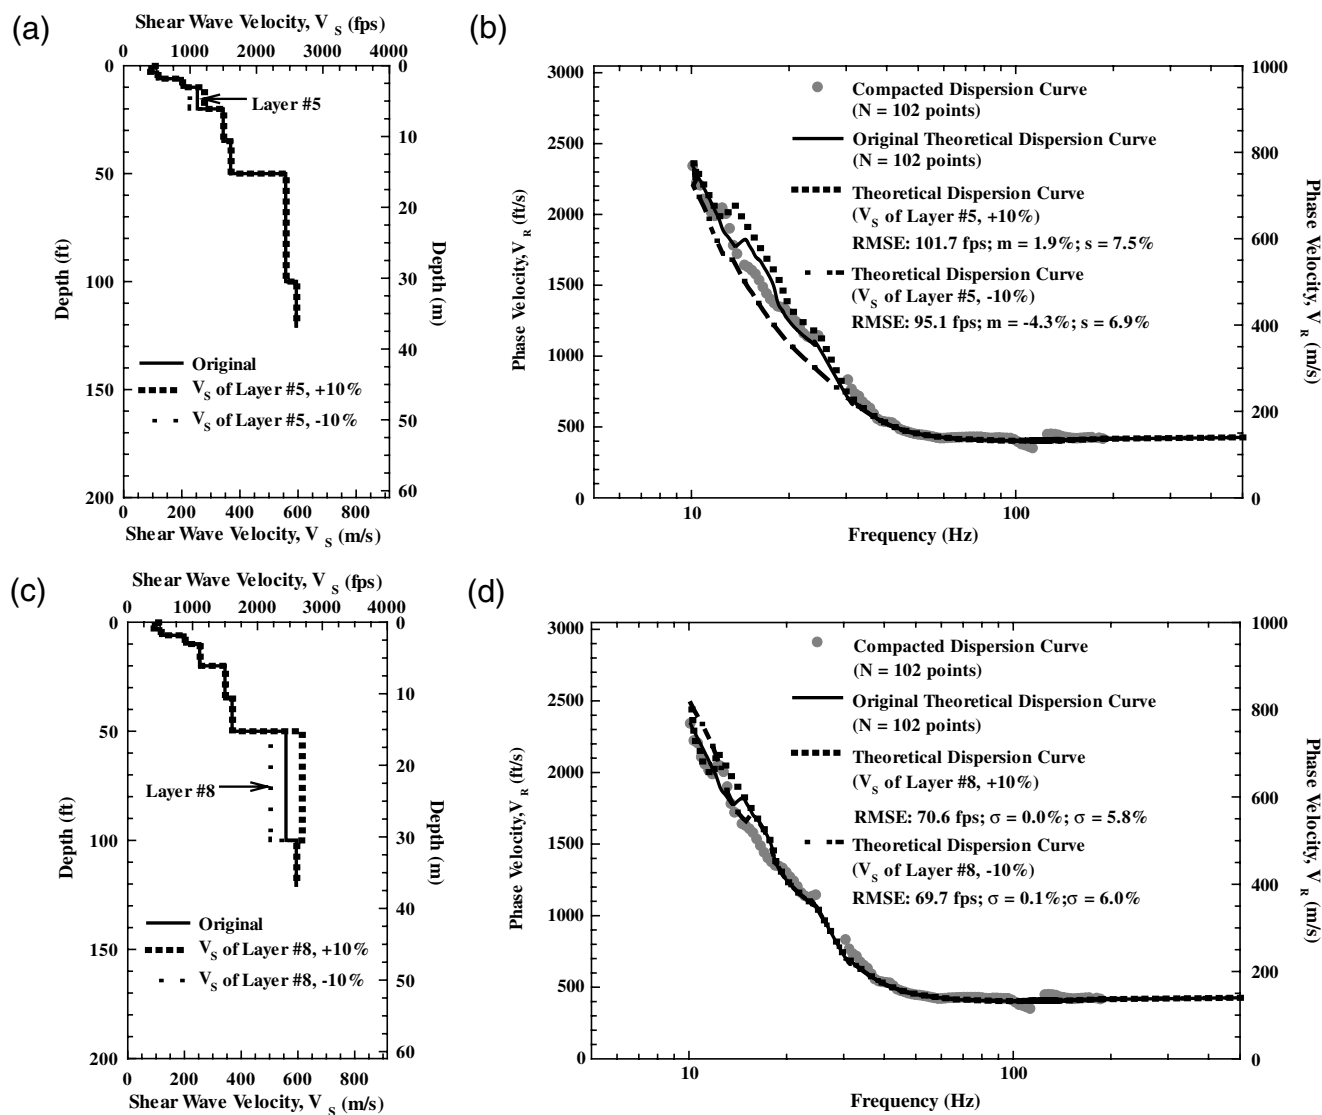 (a)
Shear Wave Velocity, V S (fps)
0 1000 2000 3000 4000
0
50
100
150
200
Depth (ft)
0
10
20
30
40
50
60
Depth (m)
Layer #5
Original
VS of Layer #5, +10%
VS of Layer #5, -10%
0 200 400 600 800
Shear Wave Velocity, V S (m/s)
(b)
3000
2500
2000
1500
1000
500
0
Phase Velocity, VR (ft/s)
1000
800
600
400
200
0
Phase Velocity, V R (m/s)
Compacted Dispersion Curve
(N = 102 points)
Original Theoretical Dispersion Curve
(N = 102 points)
Theoretical Dispersion Curve
(VS of Layer #5, +10%)
RMSE: 101.7 fps; m = 1.9%; s = 7.5%
Theoretical Dispersion Curve
(VS of Layer #5, -10%)
RMSE: 95.1 fps; m = -4.3%; s = 6.9%
10 100
Frequency (Hz)
(c)
Shear Wave Velocity, V S (fps)
0 1000 2000 3000 4000
0
50
100
150
200
Depth (ft)
0
10
20
30
40
50
60
Depth (m)
Layer #8
Original
VS of Layer #8, +10%
VS of Layer #8, -10%
0 200 400 600 800
Shear Wave Velocity, V S (m/s)
(d)
3000
2500
2000
1500
1000
500
0
Phase Velocity, VR (ft/s)
1000
800
600
400
200
0
Phase Velocity, V R (m/s)
Compacted Dispersion Curve
(N = 102 points)
Original Theoretical Dispersion Curve
(N = 102 points)
Theoretical Dispersion Curve
(VS of Layer #8, +10%)
RMSE: 70.6 fps; σ = 0.0%; σ = 5.8%
Theoretical Dispersion Curve
(VS of Layer #8, -10%)
RMSE: 69.7 fps; σ = 0.1%;σ = 6.0%
10 100
Frequency (Hz)